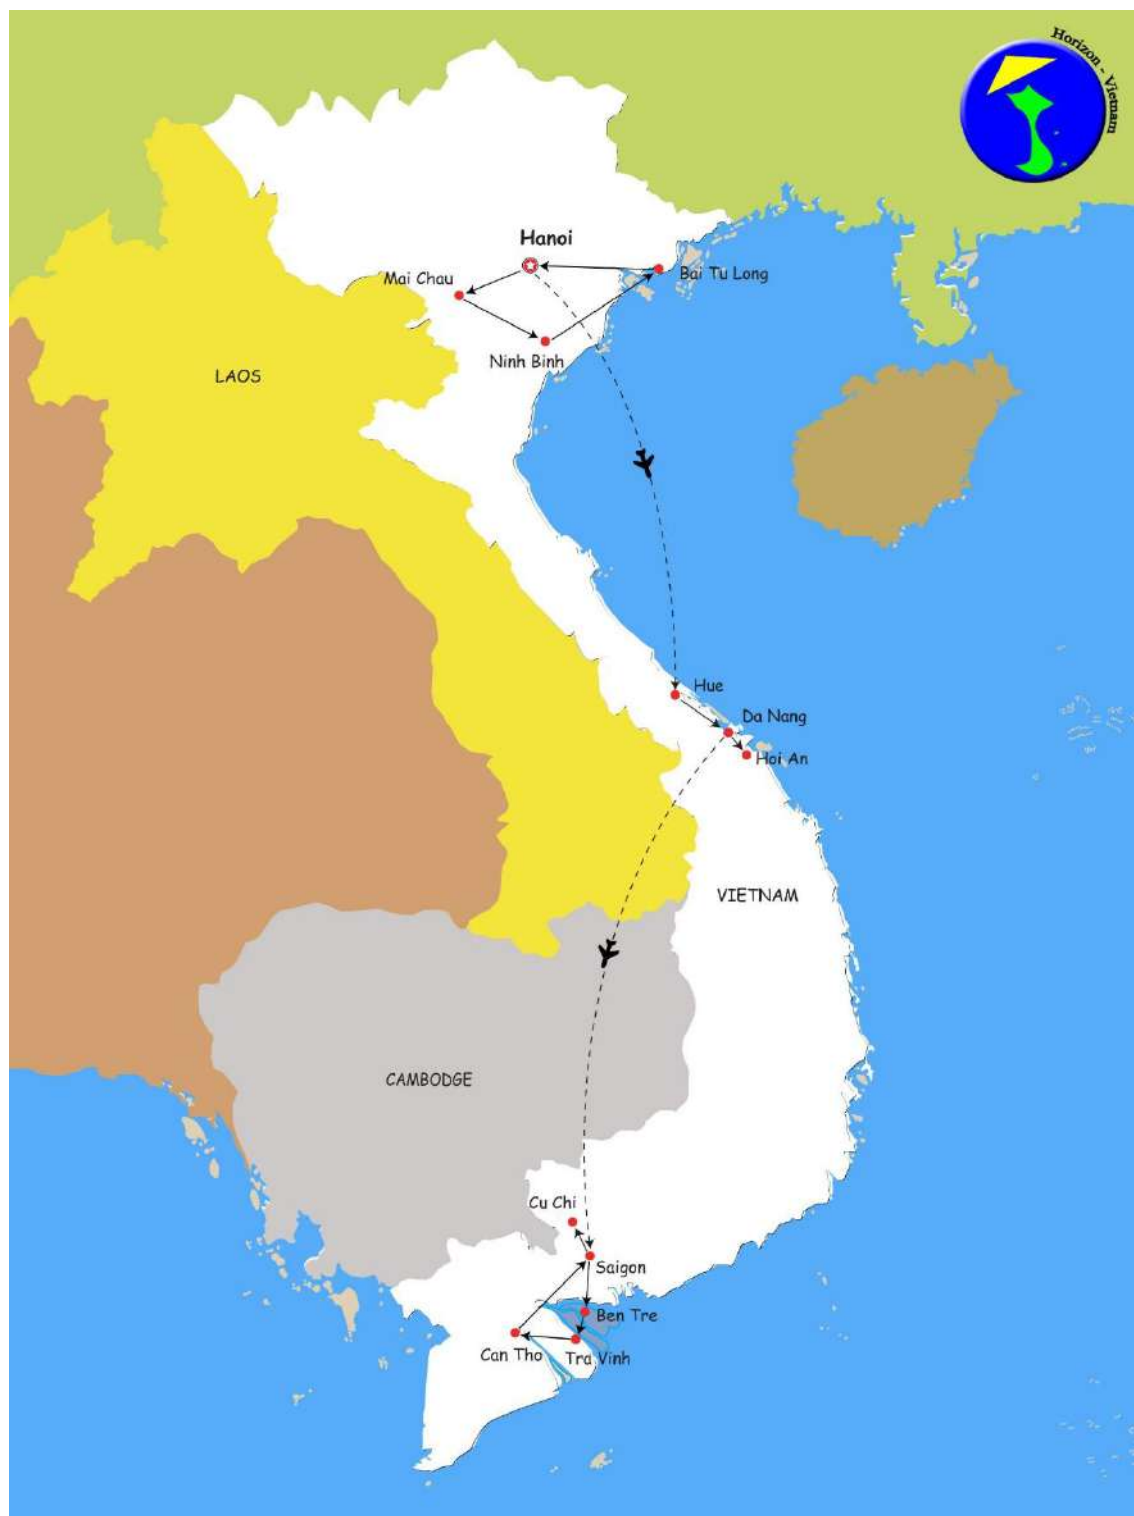 Horizon - Vietnam
Hanoi
Mai Chau
Bai Tu Long
Ninh Binh
LAOS
Hue
Da Nang
Hoi An
VIETNAM
CAMBODGE
Cu Chi
Saigon
Ben Tre
Can Tho
Tra Vinh